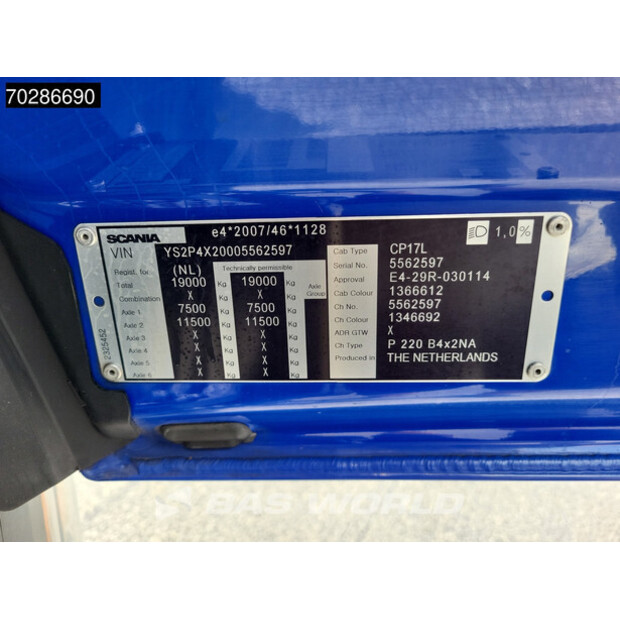 70286690
SCANIA e4*2007/46*1128 1,0%
VIN YS2P4X20005562597
Regist. for (NL) Technically permissible
Total 19000 Kg 19000 Kg
Combination X Kg X Kg Axle Group
Axle 1 7500 Kg 7500 Kg
Axle 2 11500 Kg 11500 Kg
Axle 3 X Kg X Kg
Axle 4 X Kg X Kg
Axle 5 X Kg X Kg
Axle 6 X Kg X Kg
Cab Type CP17L
Serial No. 5562597
Approval E4-29R-030114
Cab Colour 1366612
Ch No. 5562597
Ch Colour 1346692
ADR GTW X
Ch Type P 220 B4x2NA
Produced in THE NETHERLANDS
2325452
BAS WORLD